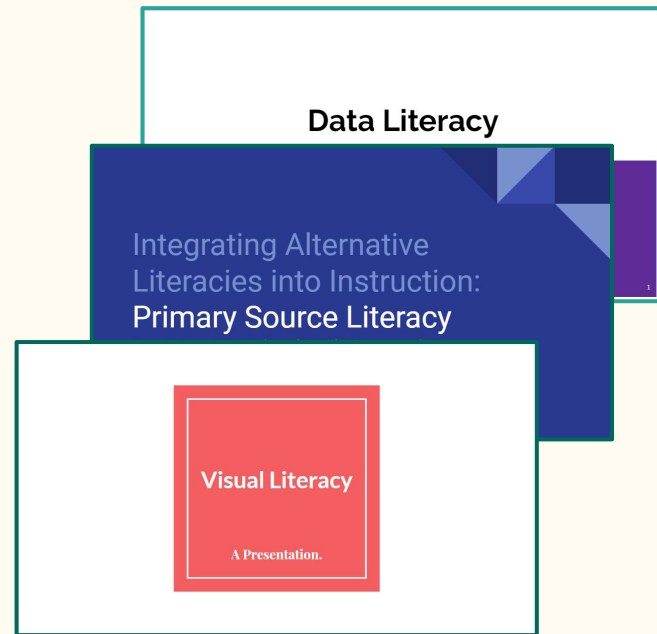 Data Literacy
1
Integrating Alternative
Literacies into Instruction:
Primary Source Literacy
Visual Literacy
A Presentation.